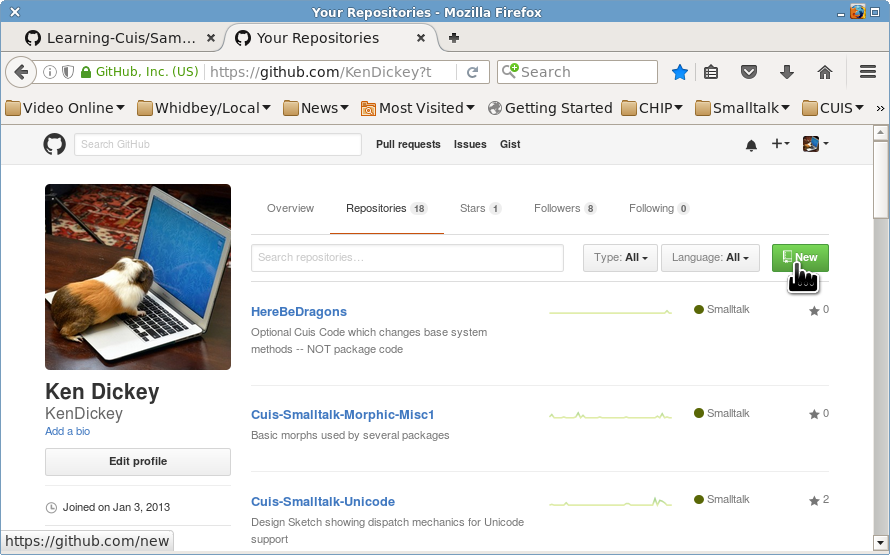 Your Repositories - Mozilla Firefox
Learning-Cuis/Sam…
Your Repositories
GitHub, Inc. (US)
https://github.com/KenDickey?t
Search
Video Online
Whidbey/Local
News
Most Visited
Getting Started
CHIP
Smalltalk
CUIS
»
Search GitHub
Pull requests
Issues
Gist
Overview
Repositories 18
Stars 1
Followers 8
Following 0
Search repositories…
Type: All
Language: All
New
HereBeDragons
Smalltalk
0
Optional Cuis Code which changes base system
methods -- NOT package code
Ken Dickey
KenDickey
Add a bio
Edit profile
Joined on Jan 3, 2013
Cuis-Smalltalk-Morphic-Misc1
Smalltalk
0
Basic morphs used by several packages
Cuis-Smalltalk-Unicode
Smalltalk
2
Design Sketch showing dispatch mechanics for Unicode
support
https://github.com/new